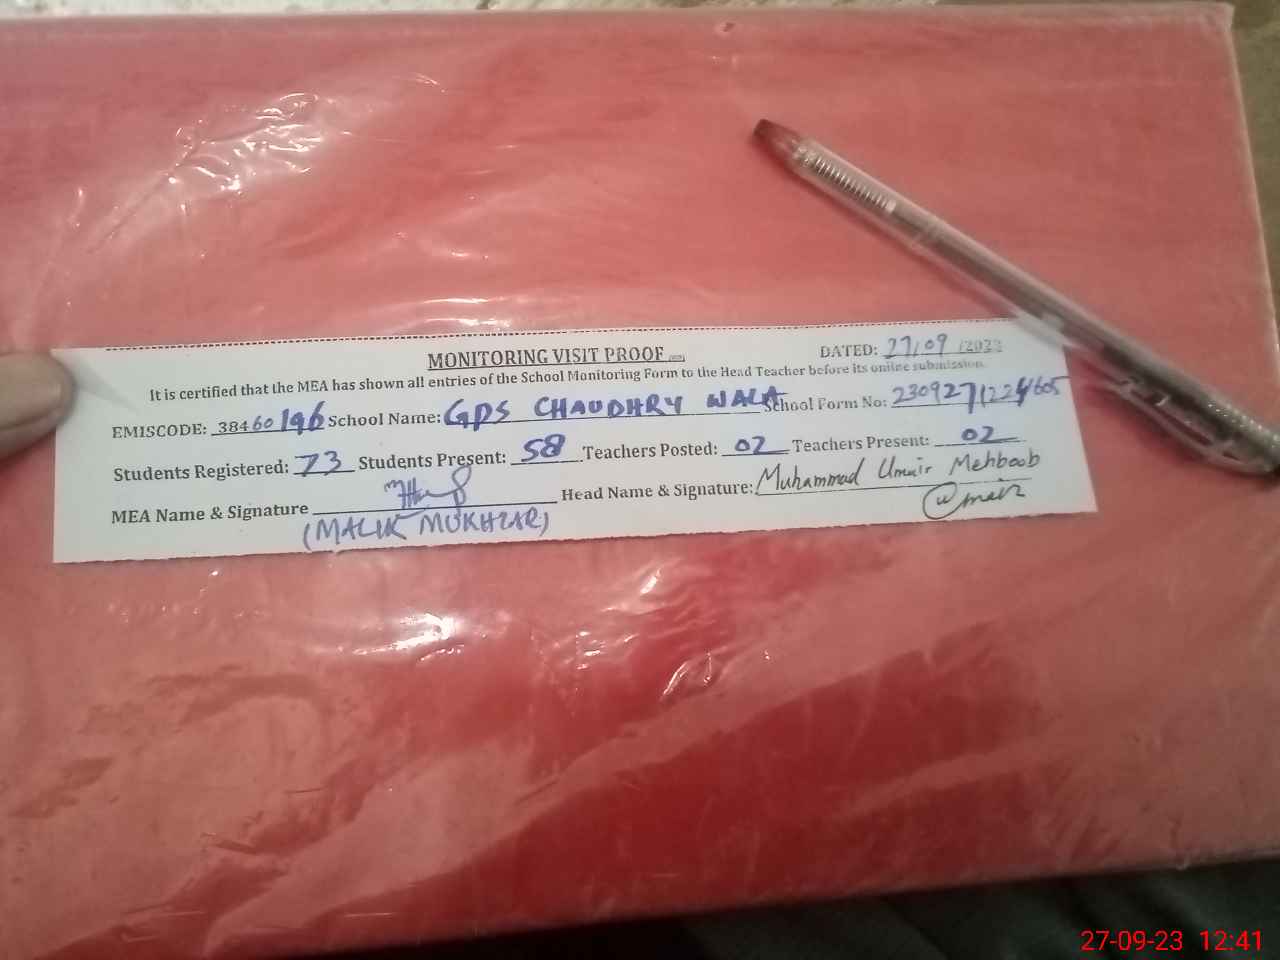 MONITORING VISIT PROOF
DATED: 27/09/2023
It is certified that the MEA has shown all entries of the School Monitoring Form to the Head Teacher before its online submission.
EMISCODE: 38460196 School Name: GPS CHAUDHRY WALA School Form No:
Students Registered: 73 Students Present: 58 Teachers Posted: 02 Teachers Present: 02
MEA Name & Signature Head Name & Signature: Muhammad Umair Mehboob
(MALIK MUKHTAR) Umair
27-09-23 12:41